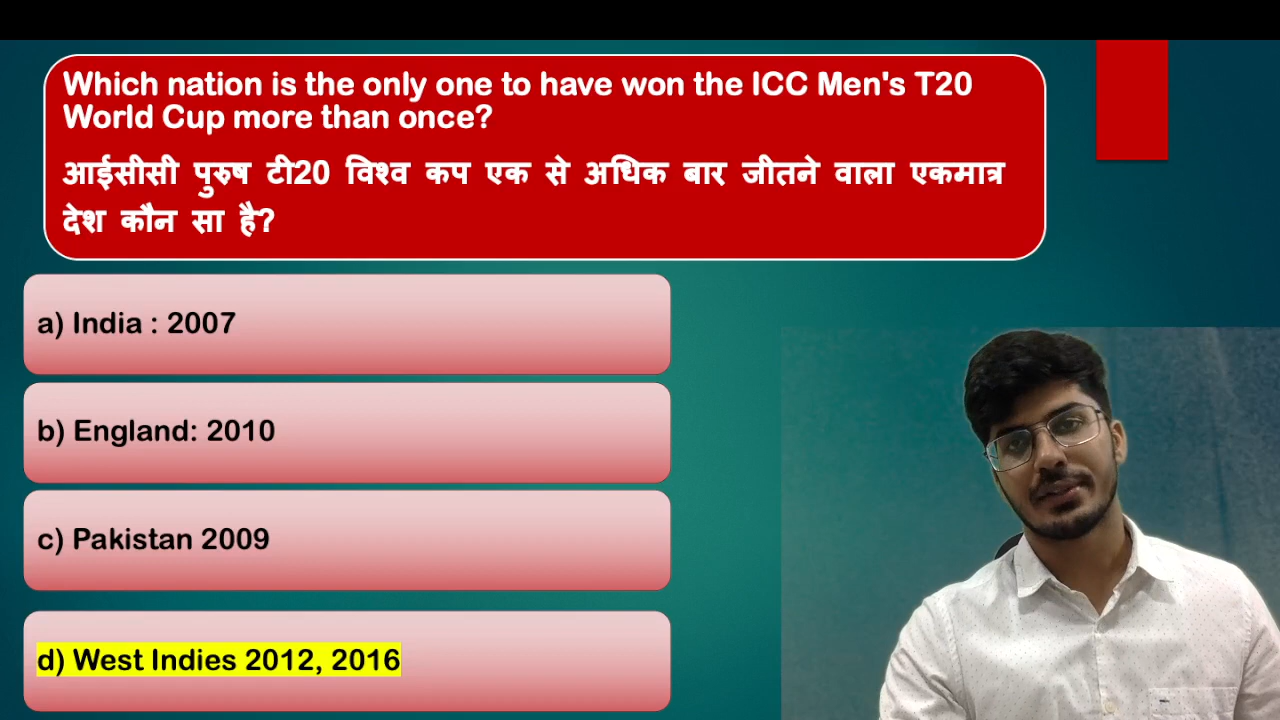 Which nation is the only one to have won the ICC Men's T20
World Cup more than once?
आईसीसी पुरुष टी20 विश्व कप एक से अधिक बार जीतने वाला एकमात्र
देश कौन सा है?
a) India : 2007
b) England: 2010
c) Pakistan 2009
d) West Indies 2012, 2016